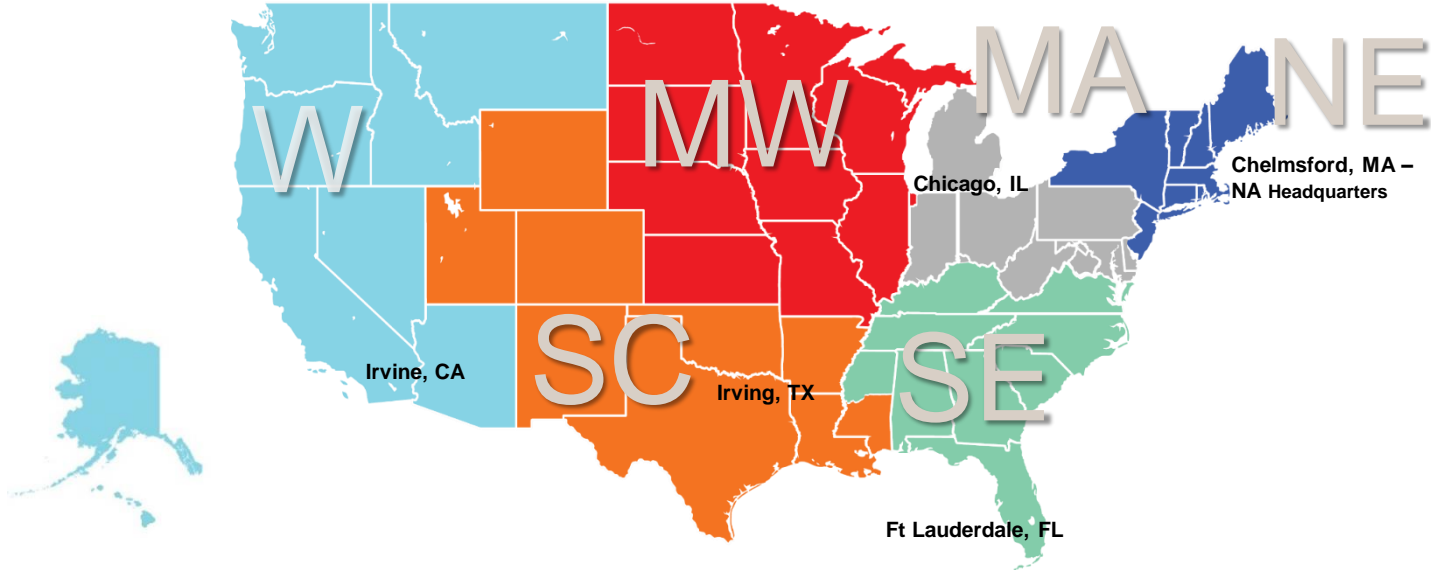 MA
NE
W
MW
Chelmsford, MA –
NA Headquarters
Chicago, IL
SC
SE
Irvine, CA
Irving, TX
Ft Lauderdale, FL